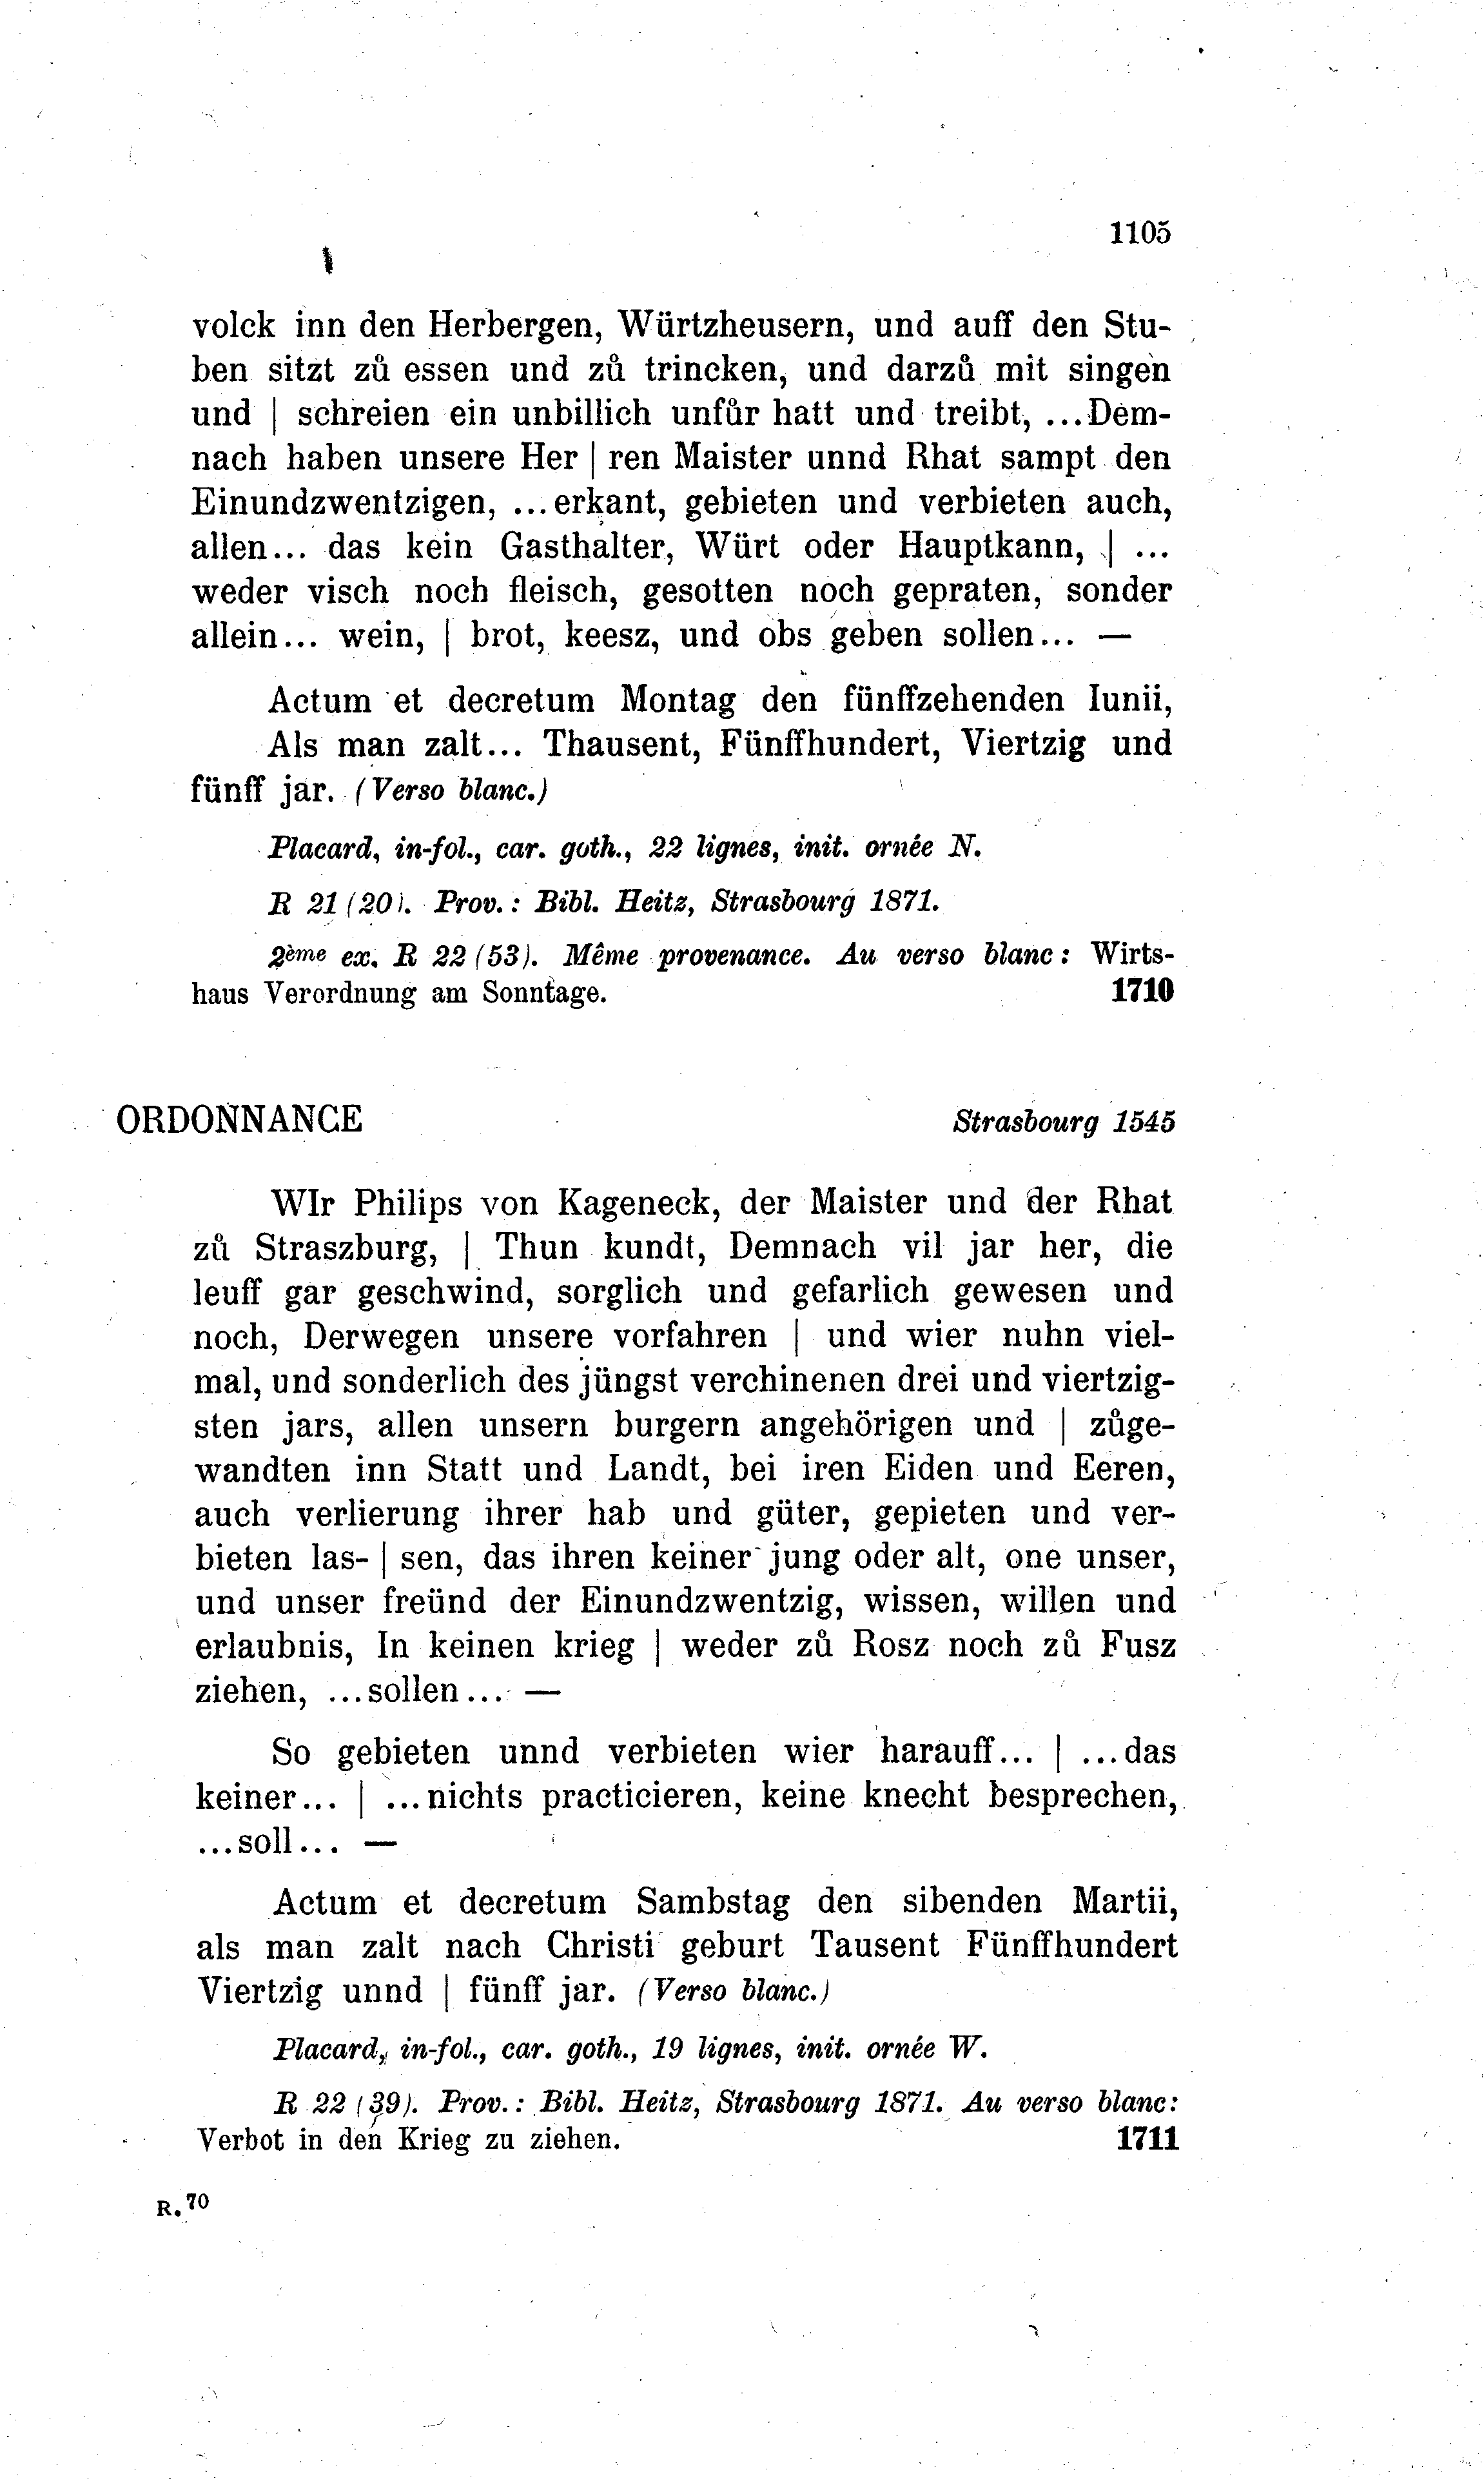 1105
volck inn den Herbergen, Würtzheusern, und auff den Stu-
ben sitzt zů essen und zů trincken, und darzů mit singen
und | schreien ein unbillich unfůr hatt und treibt, ...Dem-
nach haben unsere Her | ren Maister unnd Rhat sampt den
Einundzwentzigen, ...erkant, gebieten und verbieten auch,
allen... das kein Gasthalter, Würt oder Hauptkann, | ...
weder visch noch fleisch, gesotten noch gepraten, sonder
allein... wein, | brot, keesz, und obs geben sollen... —
Actum et decretum Montag den fünffzehenden Iunii,
Als man zalt... Thausent, Fünffhundert, Viertzig und
fünff jar. (Verso blanc.)
Placard, in-fol., car. goth., 22 lignes, init. ornée N.
R 21 (20). Prov.: Bibl. Heitz, Strasbourg 1871.
2ème ex. R 22 (53). Même provenance. Au verso blanc: Wirts-
haus Verordnung am Sonntage. 1710
ORDONNANCE Strasbourg 1545
WIr Philips von Kageneck, der Maister und der Rhat
zů Straszburg, | Thun kundt, Demnach vil jar her, die
leuff gar geschwind, sorglich und gefarlich gewesen und
noch, Derwegen unsere vorfahren | und wier nuhn viel-
mal, und sonderlich des jüngst verchinenen drei und viertzig-
sten jars, allen unsern burgern angehörigen und | zůge-
wandten inn Statt und Landt, bei iren Eiden und Eeren,
auch verlierung ihrer hab und güter, gepieten und ver-
bieten las- | sen, das ihren keiner jung oder alt, one unser,
und unser freünd der Einundzwentzig, wissen, willen und
erlaubnis, In keinen krieg | weder zů Rosz noch zů Fusz
ziehen, ...sollen... —
So gebieten unnd verbieten wier harauff... | ...das
keiner... | ...nichts practicieren, keine knecht besprechen,
...soll... —
Actum et decretum Sambstag den sibenden Martii,
als man zalt nach Christi geburt Tausent Fünffhundert
Viertzig unnd | fünff jar. (Verso blanc.)
Placard, in-fol., car. goth., 19 lignes, init. ornée W.
R 22 (39). Prov.: Bibl. Heitz, Strasbourg 1871. Au verso blanc:
Verbot in den Krieg zu ziehen. 1711
R. 70